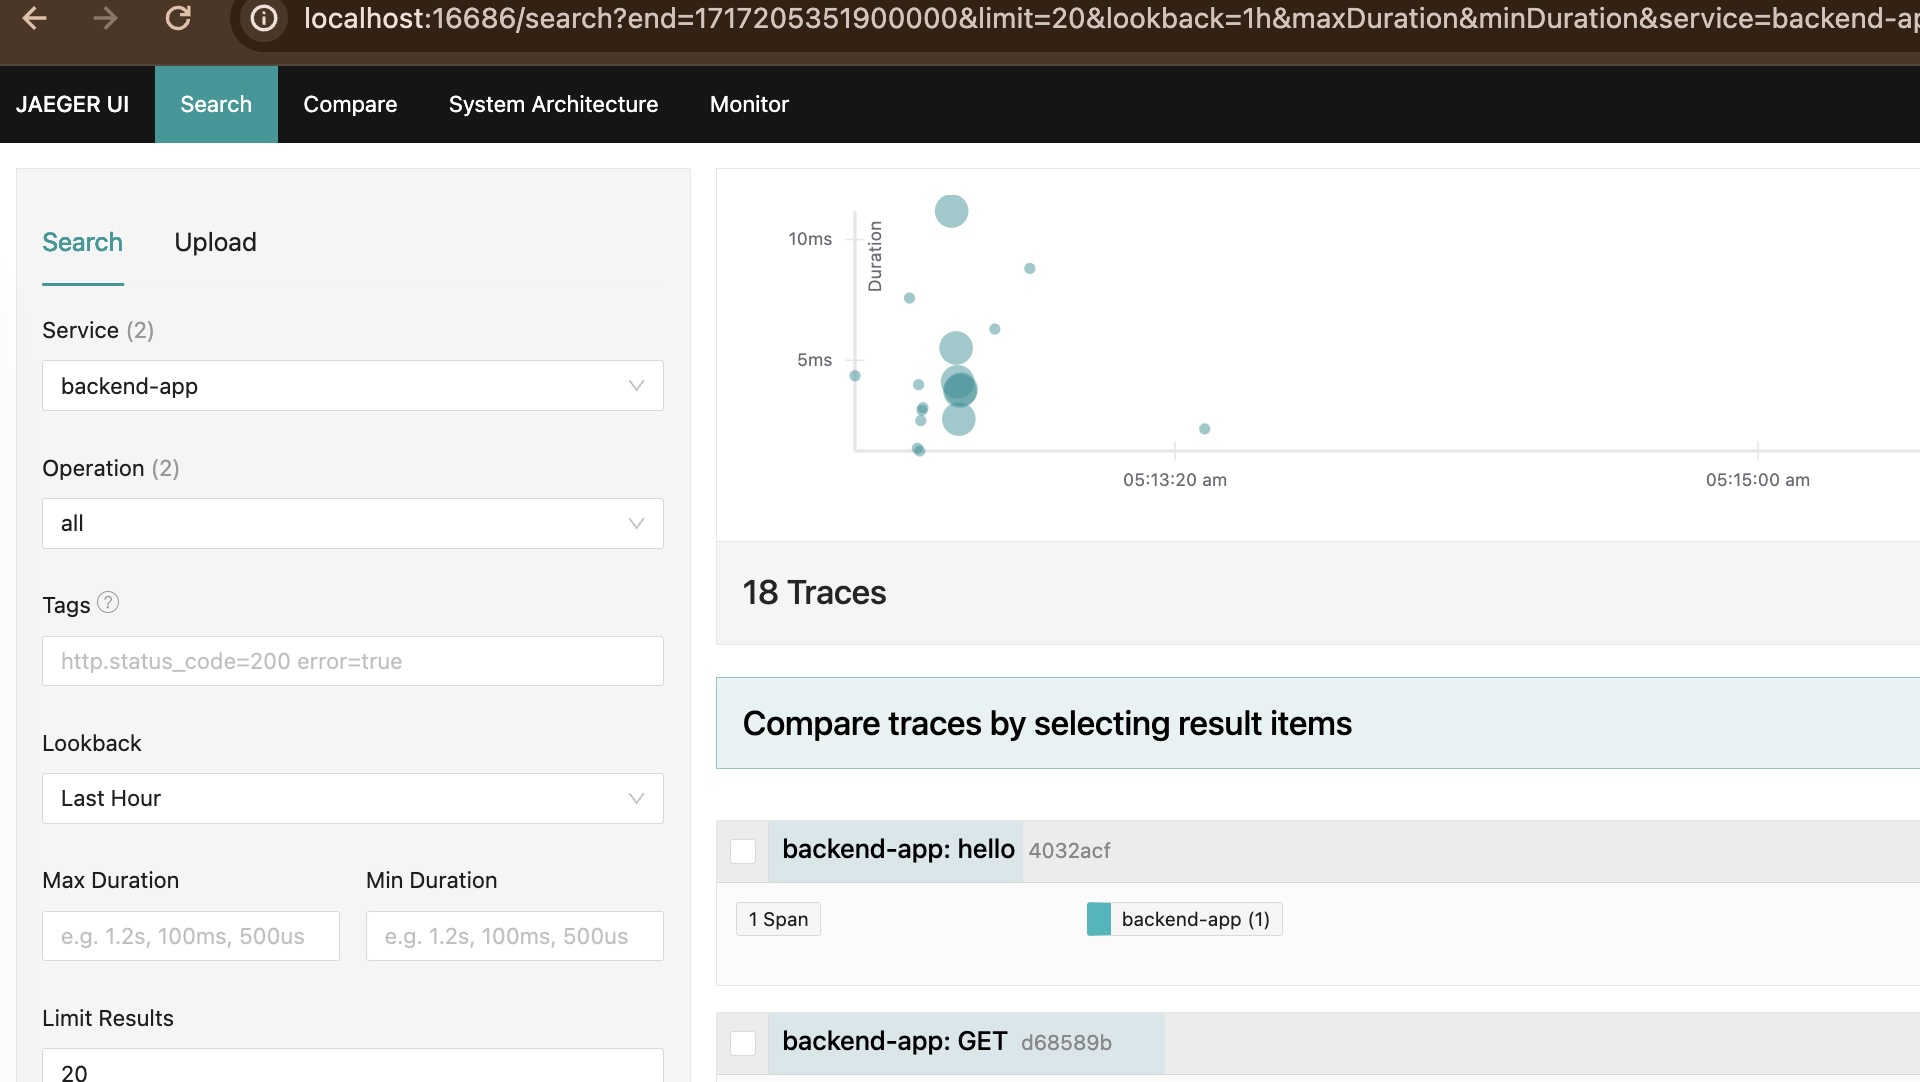 localhost:16686/search?end=1717205351900000&limit=20&lookback=1h&maxDuration&minDuration&service=backend-ap
JAEGER UI Search Compare System Architecture Monitor
Search Upload
Service (2)
backend-app
Operation (2)
all
Tags ?
http.status_code=200 error=true
Lookback
Last Hour
Max Duration Min Duration
e.g. 1.2s, 100ms, 500us e.g. 1.2s, 100ms, 500us
Limit Results
20
10ms
Duration
5ms
05:13:20 am 05:15:00 am
18 Traces
Compare traces by selecting result items
backend-app: hello 4032acf
1 Span backend-app (1)
backend-app: GET d68589b